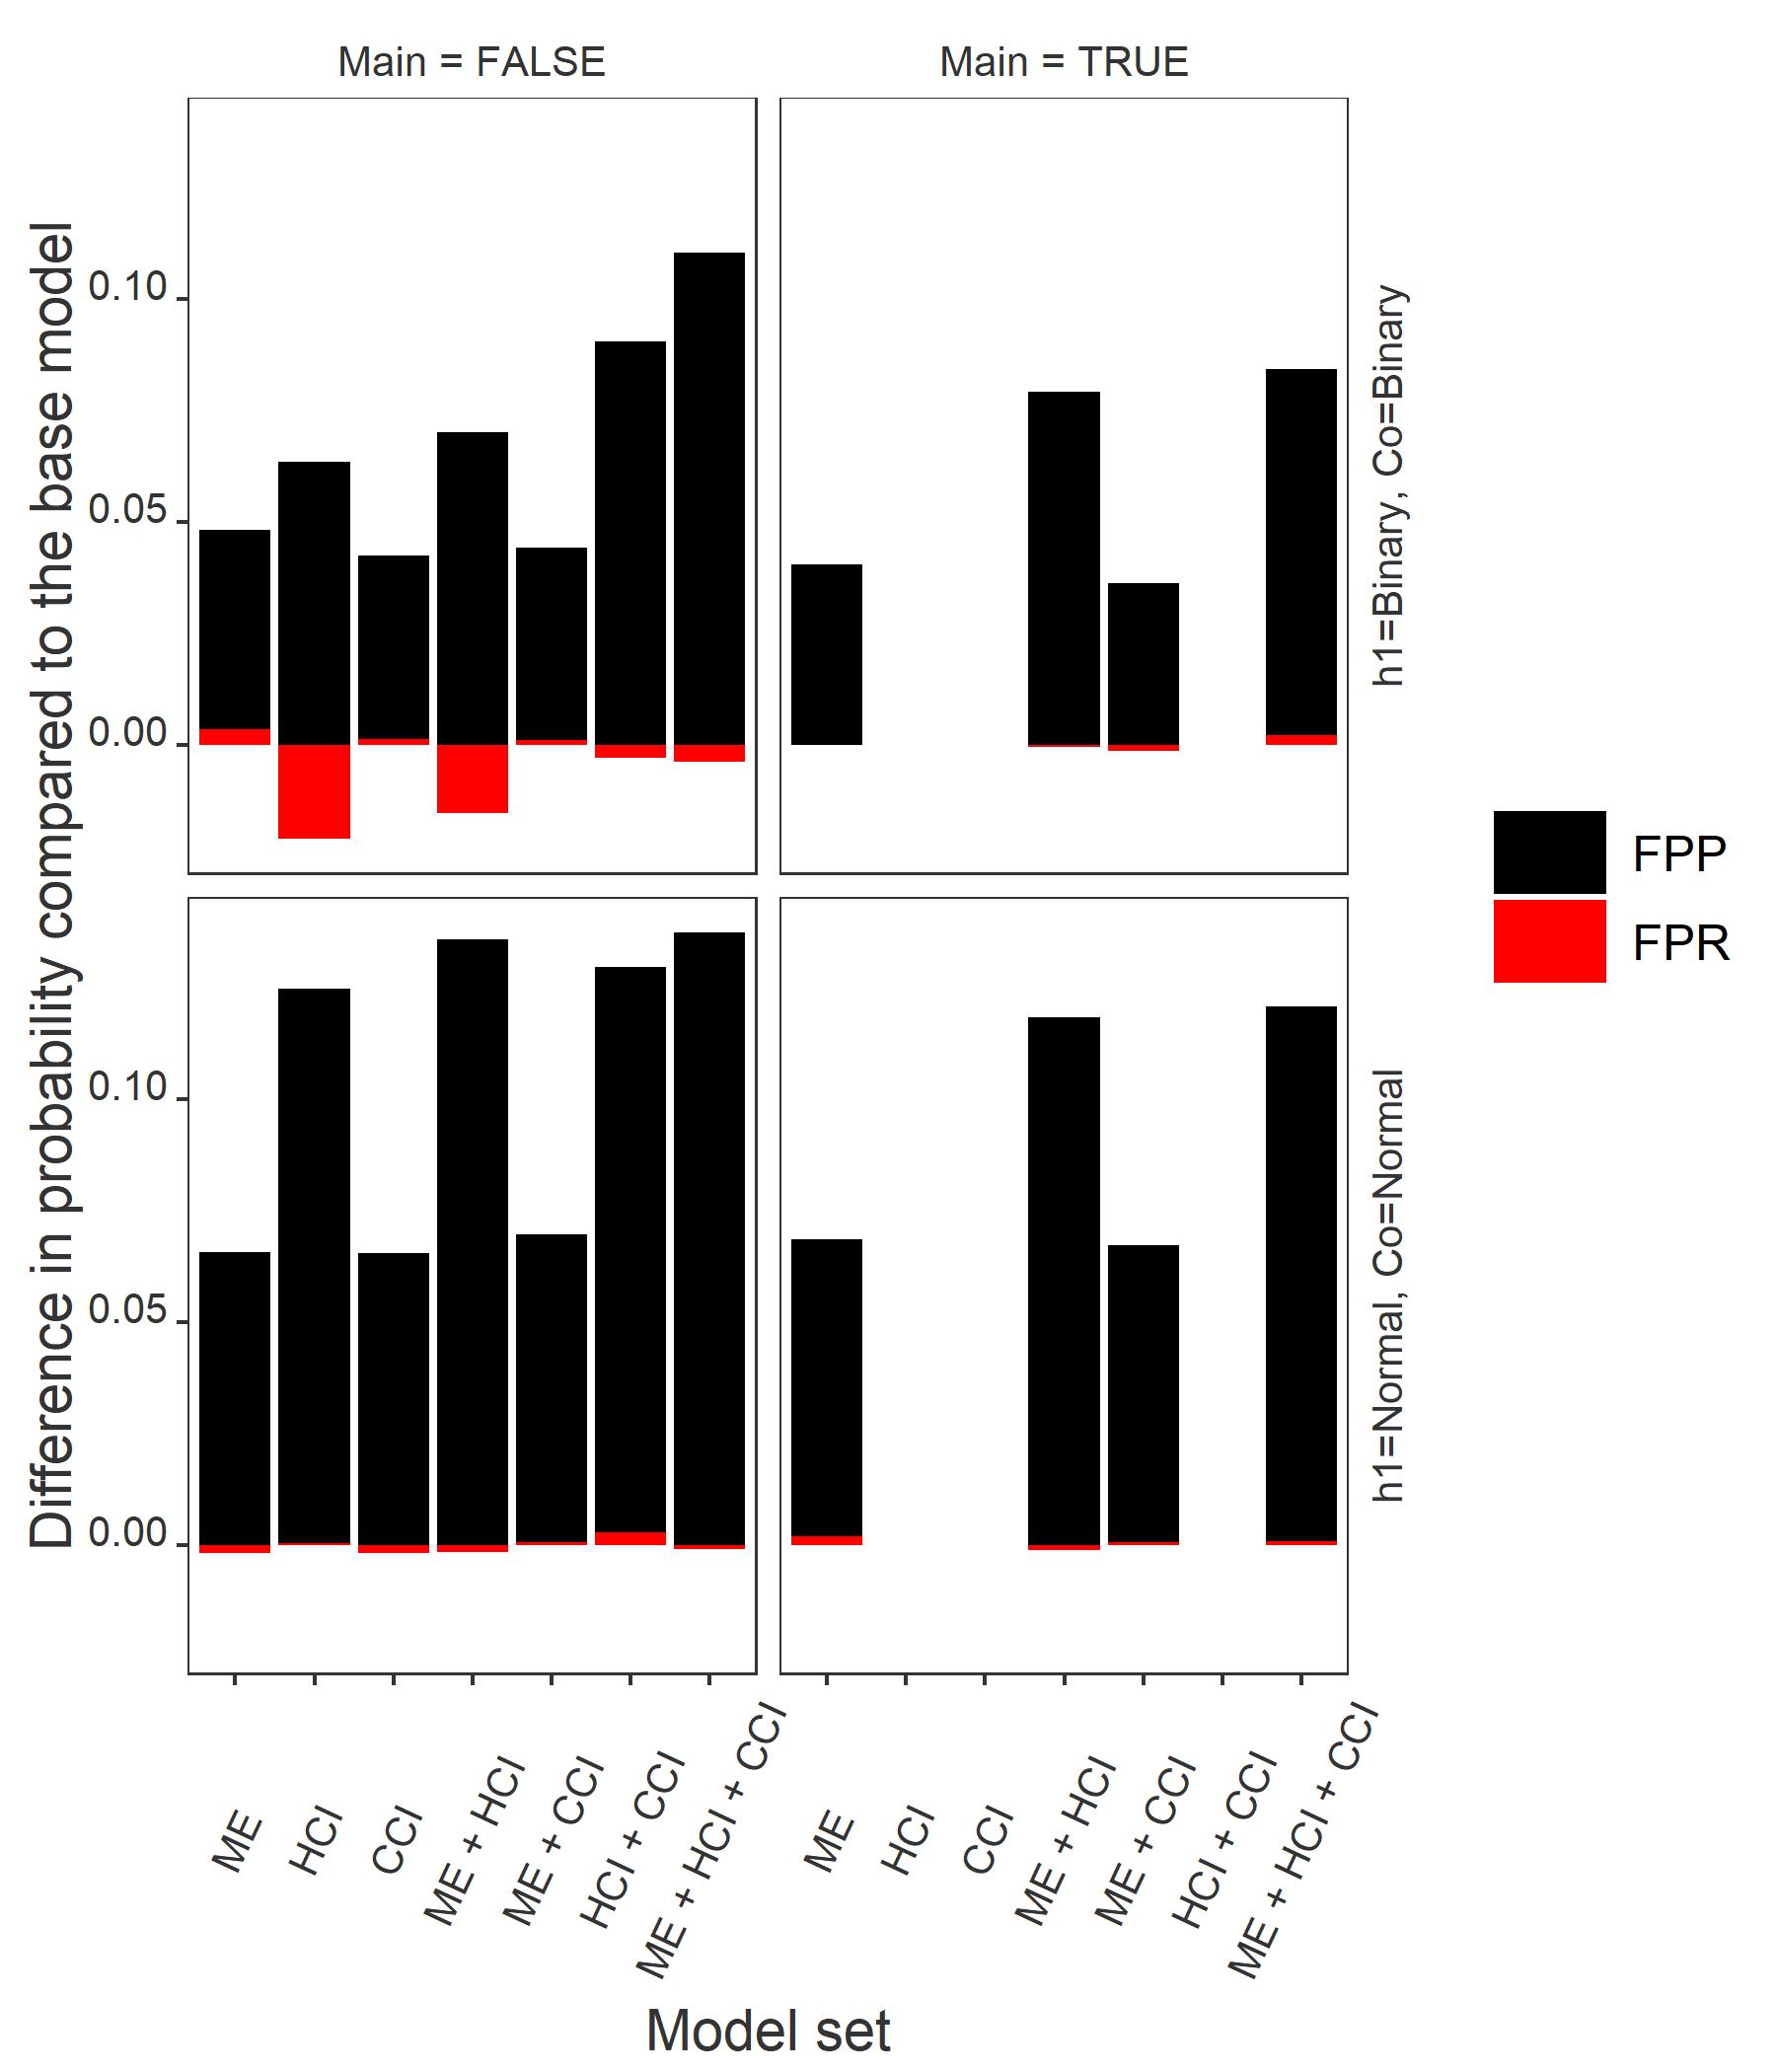 Main = FALSE
Main = TRUE
Difference in probability compared to the base model
0.10
0.05
0.00
h1=Binary, Co=Binary
0.10
0.05
0.00
h1=Normal, Co=Normal
FPP
FPR
ME
HCI
CCI
ME + HCI
ME + CCI
HCI + CCI
ME + HCI + CCI
ME
HCI
CCI
ME + HCI
ME + CCI
HCI + CCI
ME + HCI + CCI
Model set